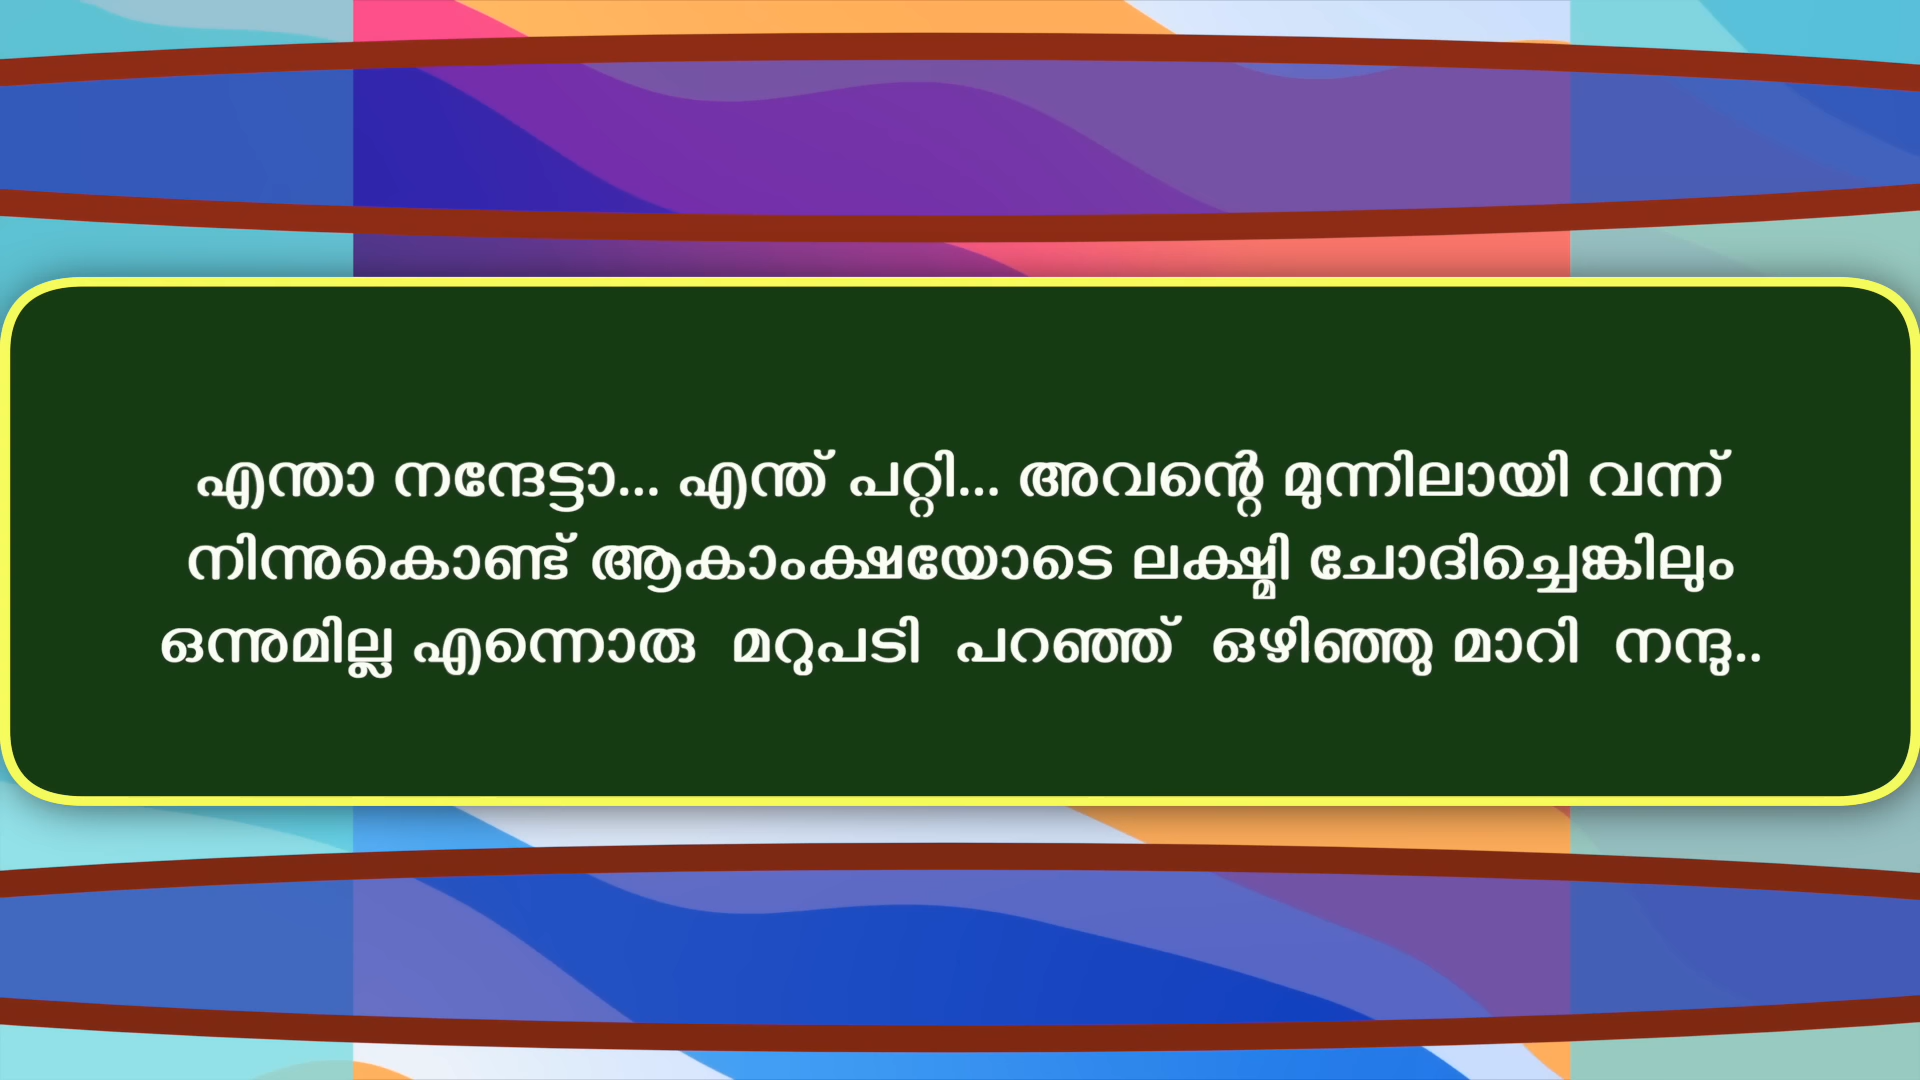 എന്താ നന്ദേട്ടാ... എന്ത് പറ്റി... അവന്റെ മുന്നിലായി വന്ന്
നിന്നുകൊണ്ട് ആകാംക്ഷയോടെ ലക്ഷ്മി ചോദിച്ചെങ്കിലും
ഒന്നുമില്ല എന്നൊരു മറുപടി പറഞ്ഞ് ഒഴിഞ്ഞു മാറി നന്ദു..